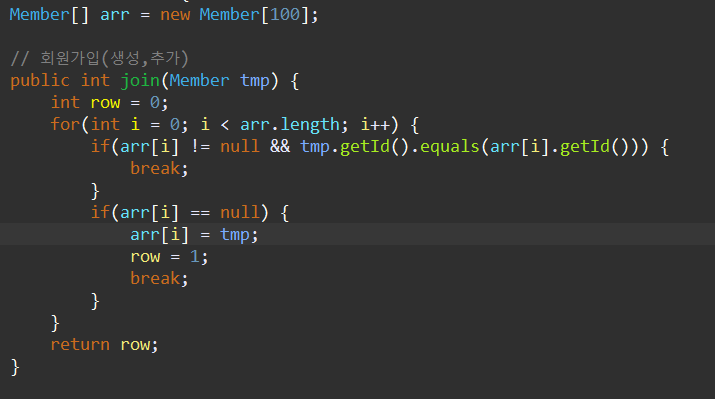 Member[] arr = new Member[100];
// 회원가입(생성,추가)
public int join(Member tmp) {
int row = 0;
for(int i = 0; i < arr.length; i++) {
if(arr[i] != null && tmp.getId().equals(arr[i].getId())) {
break;
}
if(arr[i] == null) {
arr[i] = tmp;
row = 1;
break;
}
}
return row;
}